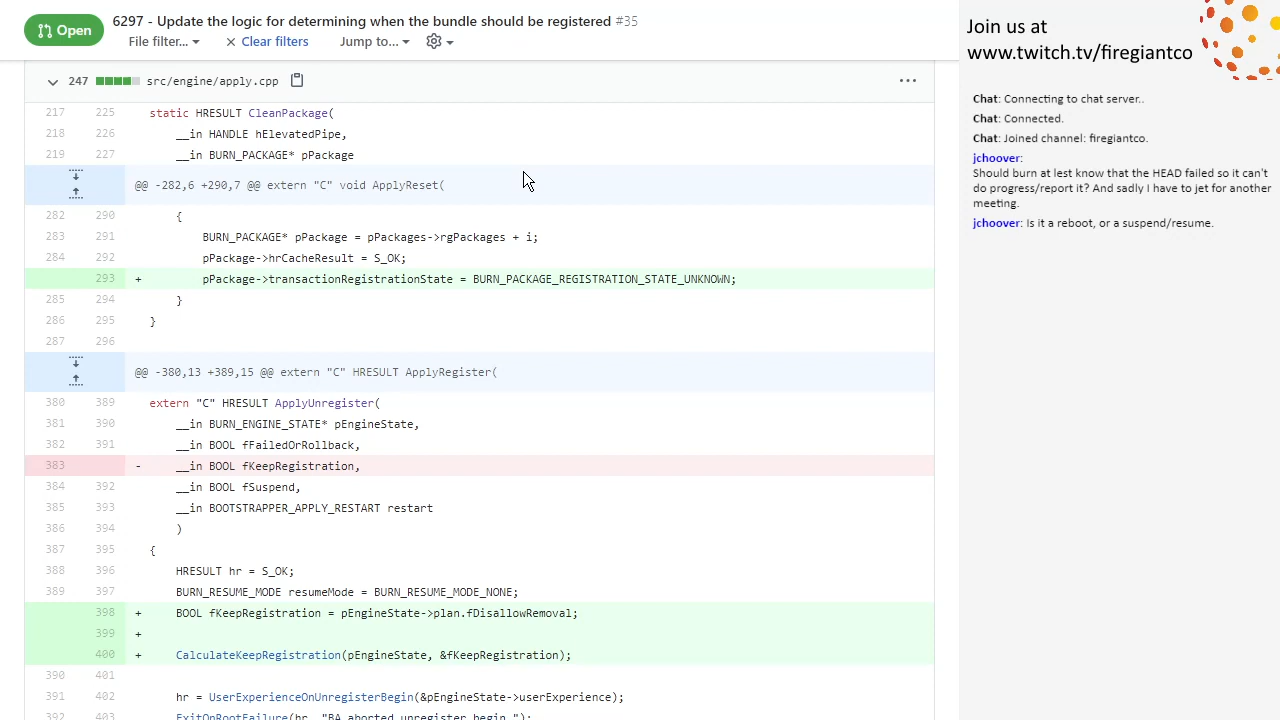 Open
6297 - Update the logic for determining when the bundle should be registered #35
File filter... Clear filters Jump to...
247 src/engine/apply.cpp
217 225 static HRESULT CleanPackage(
218 226 __in HANDLE hElevatedPipe,
219 227 __in BURN_PACKAGE* pPackage
@@ -282,6 +290,7 @@ extern "C" void ApplyReset(
282 290 {
283 291 BURN_PACKAGE* pPackage = pPackages->rgPackages + i;
284 292 pPackage->hrCacheResult = S_OK;
293 + pPackage->transactionRegistrationState = BURN_PACKAGE_REGISTRATION_STATE_UNKNOWN;
285 294 }
286 295 }
287 296
@@ -380,13 +389,15 @@ extern "C" HRESULT ApplyRegister(
380 389 extern "C" HRESULT ApplyUnregister(
381 390 __in BURN_ENGINE_STATE* pEngineState,
382 391 __in BOOL fFailedOrRollback,
383 - __in BOOL fKeepRegistration,
384 392 __in BOOL fSuspend,
385 393 __in BOOTSTRAPPER_APPLY_RESTART restart
386 394 )
387 395 {
388 396 HRESULT hr = S_OK;
389 397 BURN_RESUME_MODE resumeMode = BURN_RESUME_MODE_NONE;
398 + BOOL fKeepRegistration = pEngineState->plan.fDisallowRemoval;
399 +
400 + CalculateKeepRegistration(pEngineState, &fKeepRegistration);
390 401
391 402 hr = UserExperienceOnUnregisterBegin(&pEngineState->userExperience);
392 403 ExitOnRootFailure(hr, "BA aborted unregister begin.");
Join us at
www.twitch.tv/firegiantco
Chat: Connecting to chat server..
Chat: Connected.
Chat: Joined channel: firegiantco.
jchoover:
Should burn at lest know that the HEAD failed so it can't
do progress/report it? And sadly I have to jet for another
meeting.
jchoover: Is it a reboot, or a suspend/resume.